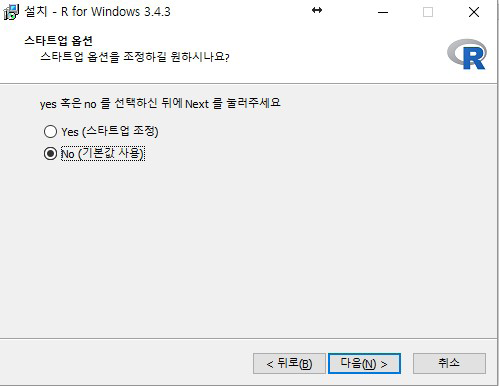 설치 - R for Windows 3.4.3
스타트업 옵션
스타트업 옵션을 조정하길 원하시나요?
R
yes 혹은 no 를 선택하신 뒤에 Next 를 눌러주세요
Yes (스타트업 조정)
No (기본값 사용)
< 뒤로(B)
다음(N) >
취소